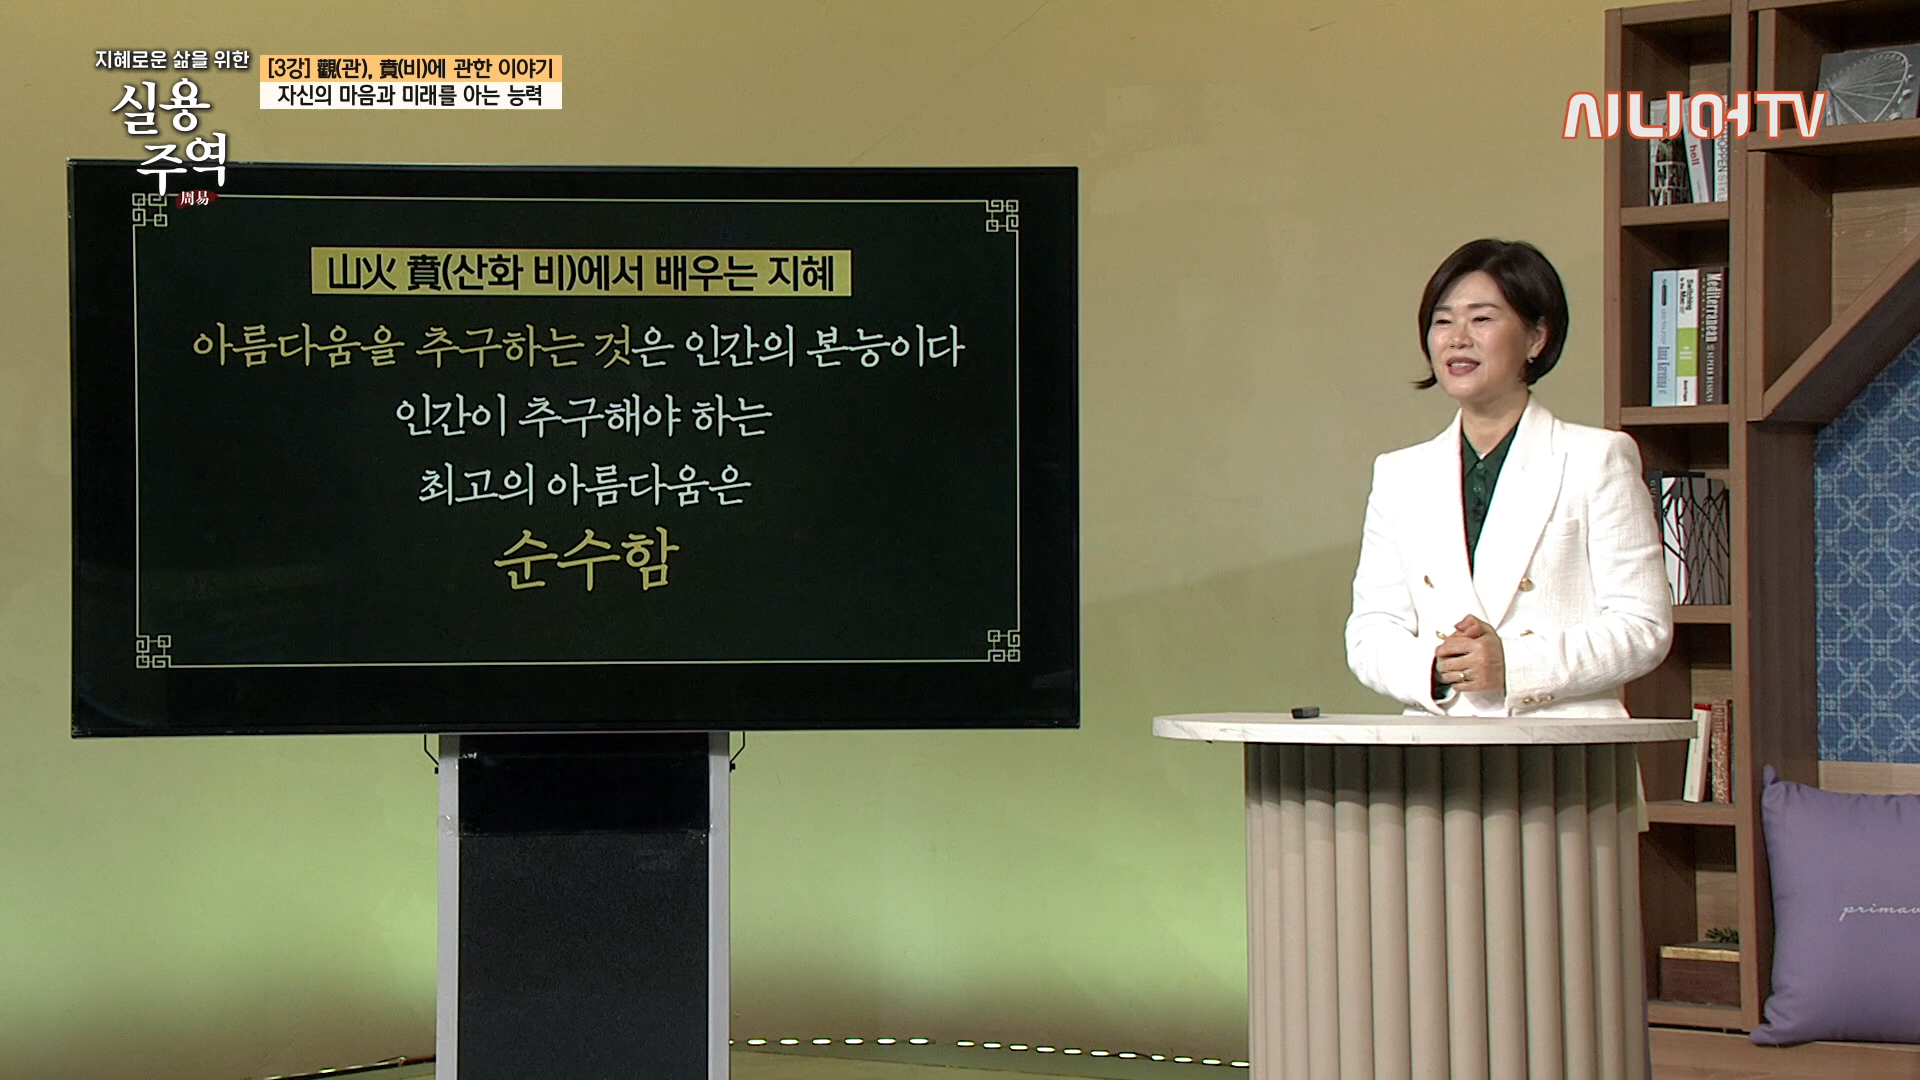 지혜로운 삶을 위한
실용
주역
周易
[3강] 觀(관), 賁(비)에 관한 이야기
자신의 마음과 미래를 아는 능력
시니어TV
山火 賁(산화 비)에서 배우는 지혜
아름다움을 추구하는 것은 인간의 본능이다
인간이 추구해야 하는
최고의 아름다움은
순수함
hell
Mediterranean
Anna Karenina
primav